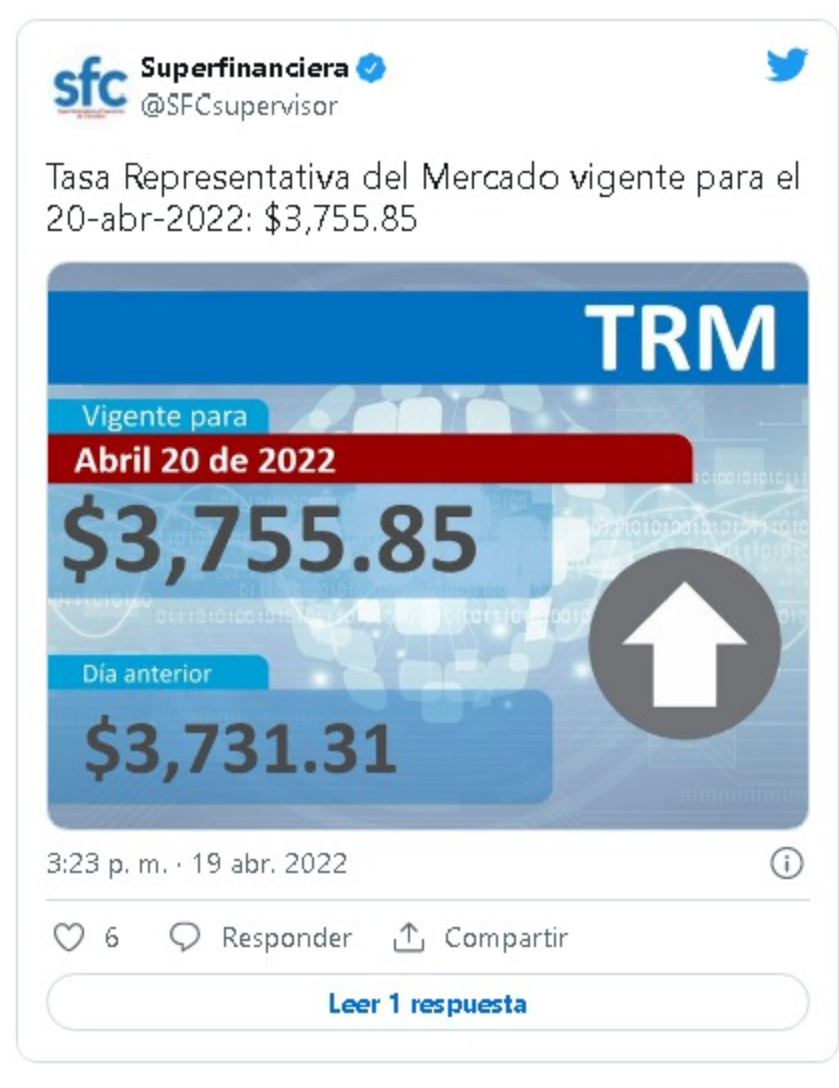 sfc
Superfinanciera
@SFCsupervisor
Tasa Representativa del Mercado vigente para el
20-abr-2022: $3,755.85
TRM
Vigente para
Abril 20 de 2022
$3,755.85
Día anterior
$3,731.31
3:23 p. m. · 19 abr. 2022
6 Responder Compartir
Leer 1 respuesta